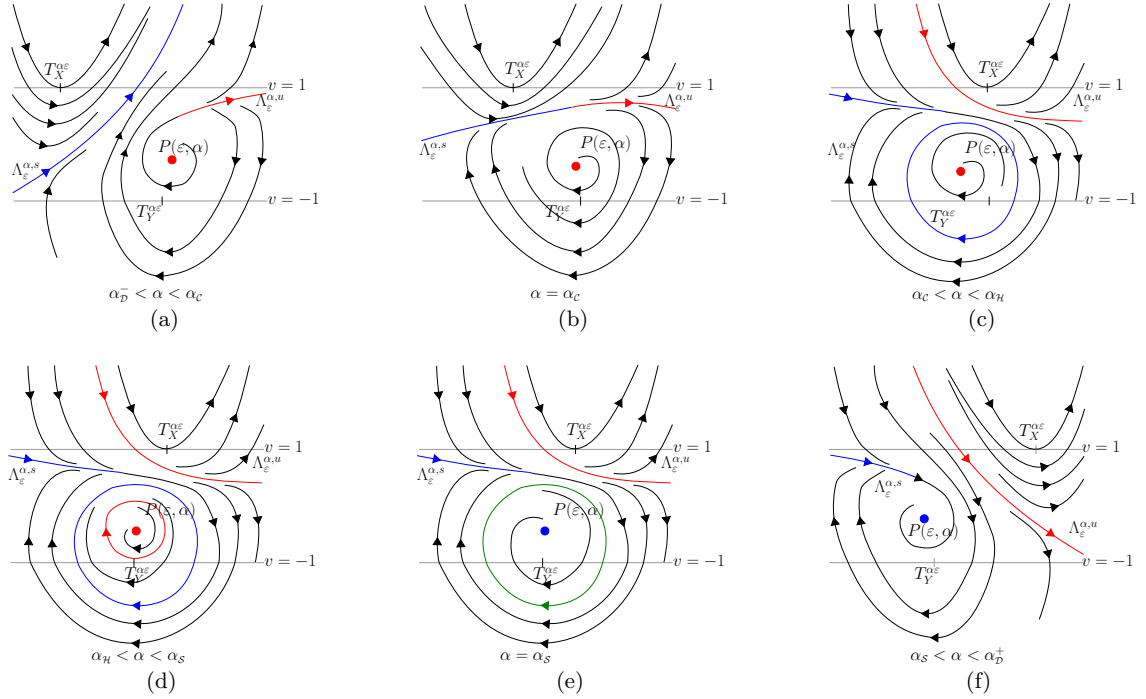 T_X^{αε}
v = 1
Λ_ε^{α,u}
P(ε, α)
Λ_ε^{α,s}
T_Y^{αε}
v = −1
α_𝒟^− < α < α_𝒞
(a)
T_X^{αε}
v = 1
Λ_ε^{α,u}
P(ε, α)
Λ_ε^{α,s}
T_Y^{αε}
v = −1
α = α_𝒞
(b)
T_X^{αε}
v = 1
Λ_ε^{α,u}
Λ_ε^{α,s}
P(ε, α)
T_Y^{αε}
v = −1
α_𝒞 < α < α_ℋ
(c)
T_X^{αε}
v = 1
Λ_ε^{α,s}
Λ_ε^{α,u}
P(ε, α)
T_Y^{αε}
v = −1
α_ℋ < α < α_𝒮
(d)
T_X^{αε}
v = 1
Λ_ε^{α,s}
Λ_ε^{α,u}
P(ε, α)
T_Y^{αε}
v = −1
α = α_𝒮
(e)
T_X^{αε}
v = 1
Λ_ε^{α,s}
P(ε, α)
Λ_ε^{α,u}
T_Y^{αε}
v = −1
α_𝒮 < α < α_𝒟^+
(f)